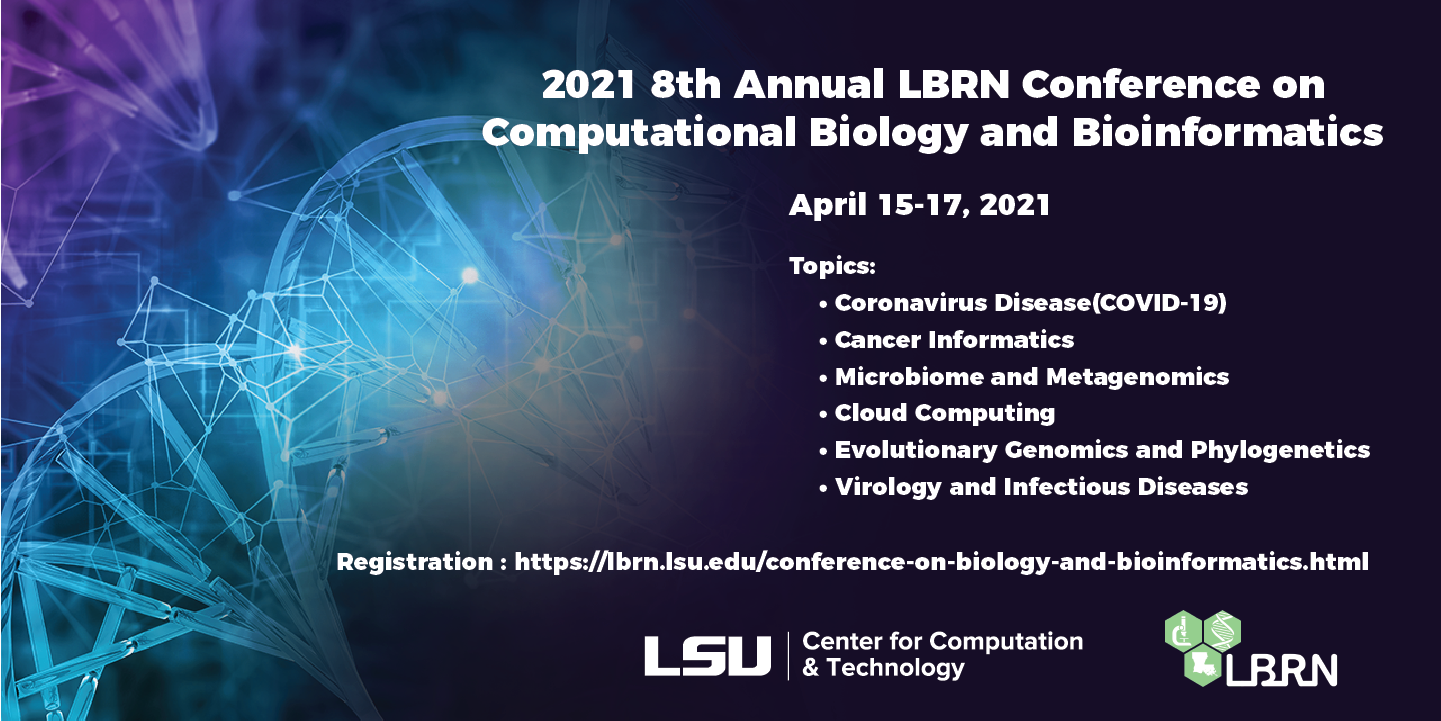 2021 8th Annual LBRN Conference on
Computational Biology and Bioinformatics
April 15-17, 2021
Topics:
• Coronavirus Disease(COVID-19)
• Cancer Informatics
• Microbiome and Metagenomics
• Cloud Computing
• Evolutionary Genomics and Phylogenetics
• Virology and Infectious Diseases
Registration : https://lbrn.lsu.edu/conference-on-biology-and-bioinformatics.html
LSU
Center for Computation
& Technology
LBRN